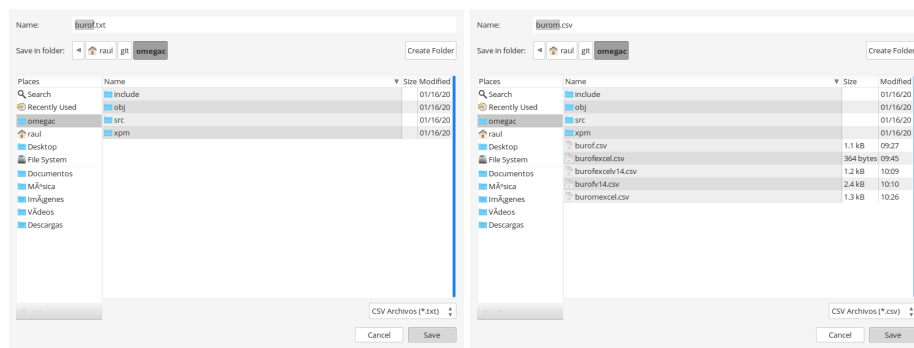 Name: burof.txt
Save in folder: raul git omegac Create Folder
Places Name Size Modified
Search include 01/16/20
Recently Used obj 01/16/20
omegac src 01/16/20
raul xpm 01/16/20
Desktop
File System
Documentos
MÃºsica
ImÃ¡genes
VÃ­deos
Descargas
CSV Archivos (*.txt)
Cancel Save
Name: burom.csv
Save in folder: raul git omegac Create Folder
Places Name Size Modified
Search include 01/16/20
Recently Used obj 01/16/20
omegac src 01/16/20
raul xpm 01/16/20
Desktop burof.csv 1.1 kB 09:27
File System burofexcel.csv 364 bytes 09:45
Documentos burofexcelv14.csv 1.2 kB 10:09
MÃºsica burofv14.csv 2.4 kB 10:10
ImÃ¡genes buromexcel.csv 1.3 kB 10:26
VÃ­deos
Descargas
CSV Archivos (*.csv)
Cancel Save